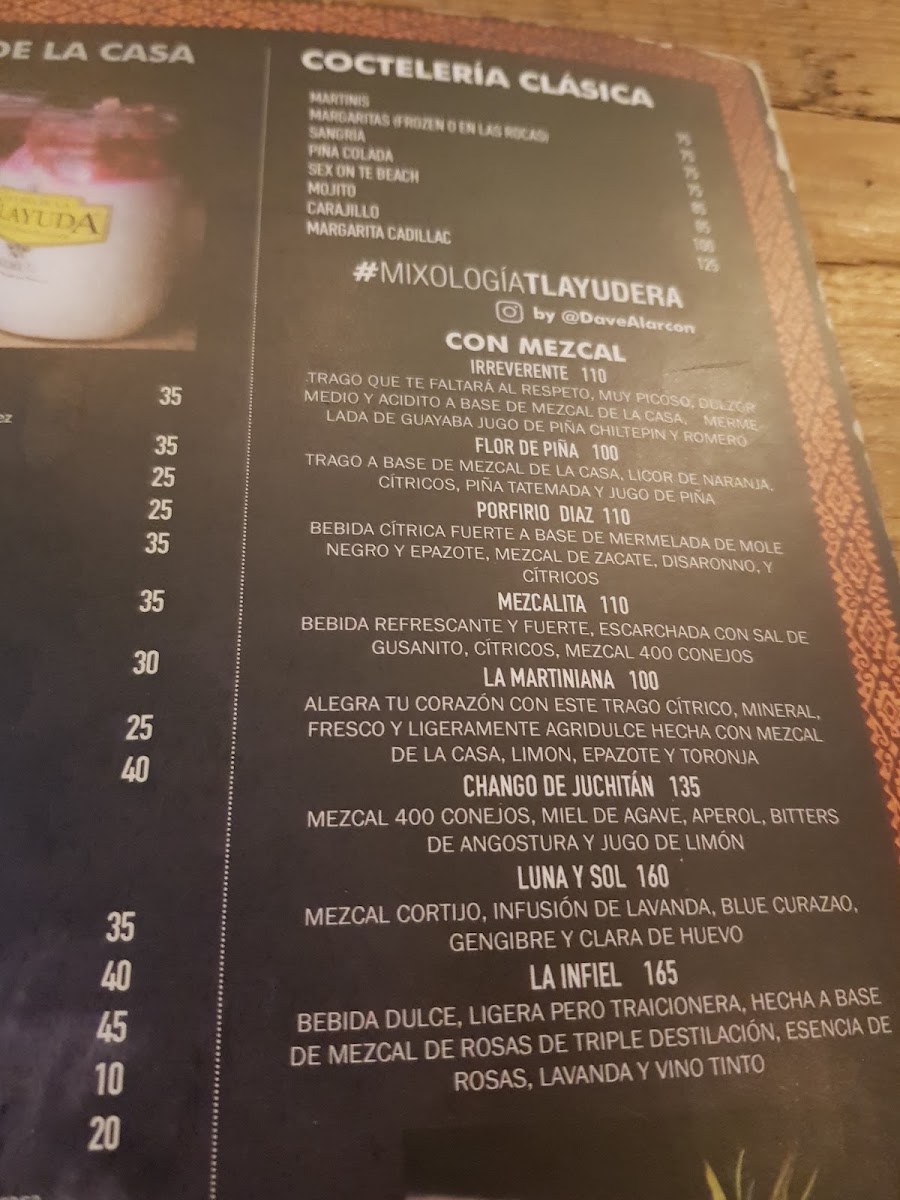 DE LA CASA
LAYUDA
35
35
25
25
35
35
30
25
40
35
40
45
10
20
COCTELERÍA CLÁSICA
MARTINIS 75
MARGARITAS (FROZEN O EN LAS ROCAS) 75
SANGRIA 75
PIÑA COLADA 75
SEX ON TE BEACH 85
MOJITO 85
CARAJILLO 100
MARGARITA CADILLAC 125
#MIXOLOGÍATLAYUDERA
by @DaveAlarcon
CON MEZCAL
IRREVERENTE 110
TRAGO QUE TE FALTARÁ AL RESPETO, MUY PICOSO, DULZOR
MEDIO Y ACIDITO A BASE DE MEZCAL DE LA CASA, MERME
LADA DE GUAYABA JUGO DE PIÑA CHILTEPIN Y ROMERO
FLOR DE PIÑA 100
TRAGO A BASE DE MEZCAL DE LA CASA, LICOR DE NARANJA,
CÍTRICOS, PIÑA TATEMADA Y JUGO DE PIÑA
PORFIRIO DIAZ 110
BEBIDA CÍTRICA FUERTE A BASE DE MERMELADA DE MOLE
NEGRO Y EPAZOTE, MEZCAL DE ZACATE, DISARONNO, Y
CÍTRICOS
MEZCALITA 110
BEBIDA REFRESCANTE Y FUERTE, ESCARCHADA CON SAL DE
GUSANITO, CÍTRICOS, MEZCAL 400 CONEJOS
LA MARTINIANA 100
ALEGRA TU CORAZÓN CON ESTE TRAGO CÍTRICO, MINERAL,
FRESCO Y LIGERAMENTE AGRIDULCE HECHA CON MEZCAL
DE LA CASA, LIMON, EPAZOTE Y TORONJA
CHANGO DE JUCHITÁN 135
MEZCAL 400 CONEJOS, MIEL DE AGAVE, APEROL, BITTERS
DE ANGOSTURA Y JUGO DE LIMÓN
LUNA Y SOL 160
MEZCAL CORTIJO, INFUSIÓN DE LAVANDA, BLUE CURAZAO,
GENGIBRE Y CLARA DE HUEVO
LA INFIEL 165
BEBIDA DULCE, LIGERA PERO TRAICIONERA, HECHA A BASE
DE MEZCAL DE ROSAS DE TRIPLE DESTILACIÓN, ESENCIA DE
ROSAS, LAVANDA Y VINO TINTO